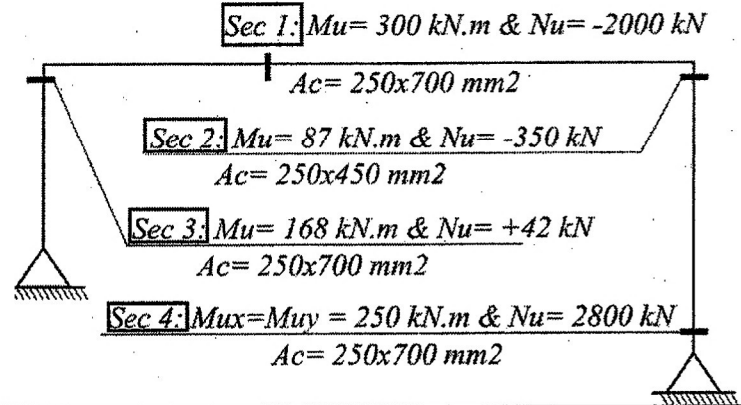 Sec 1: Mu= 300 kN.m & Nu= -2000 kN
Ac= 250x700 mm2
Sec 2: Mu= 87 kN.m & Nu= -350 kN
Ac= 250x450 mm2
Sec 3: Mu= 168 kN.m & Nu= +42 kN
Ac= 250x700 mm2
Sec 4: Mux=Muy = 250 kN.m & Nu= 2800 kN
Ac= 250x700 mm2